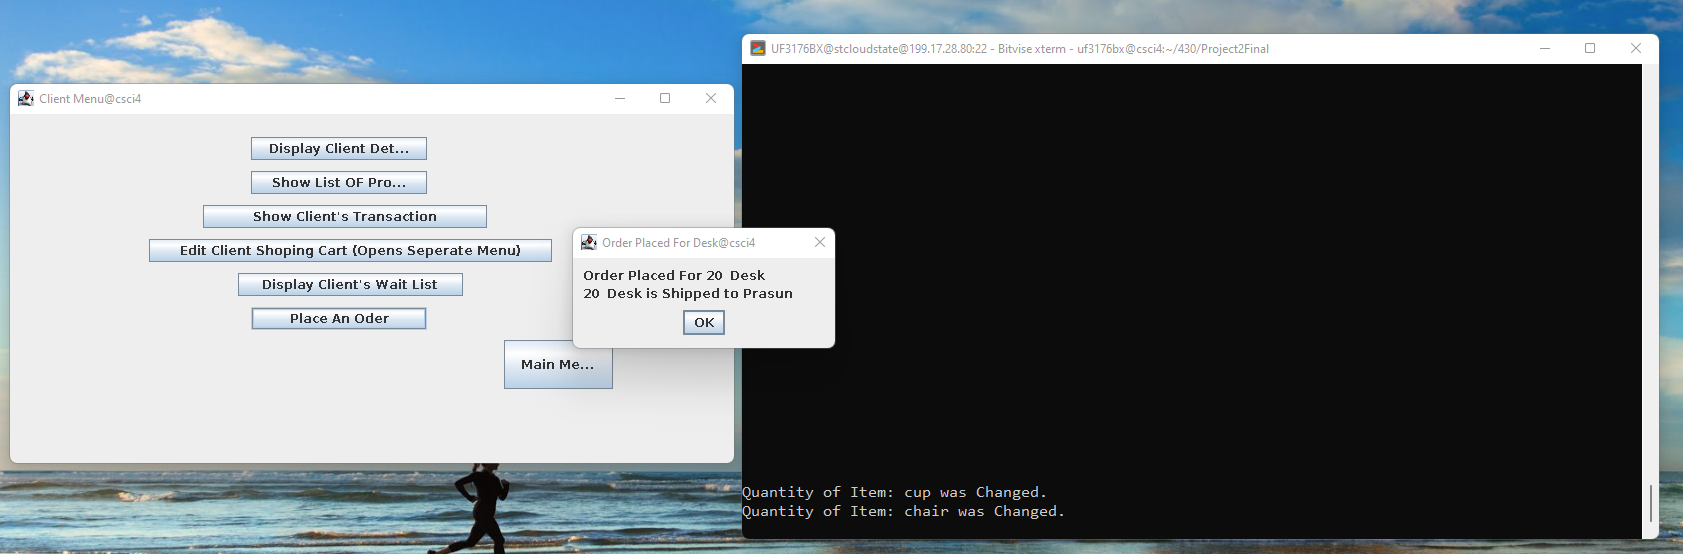 Client Menu@csci4
Display Client Det...
Show List OF Pro...
Show Client's Transaction
Edit Client Shoping Cart {Opens Seperate Menu}
Display Client's Wait List
Place An Oder
Main Me...
Order Placed For Desk@csci4
Order Placed For 20 Desk
20 Desk is Shipped to Prasun
OK
UF3176BX@stcloudstate@199.17.28.80:22 - Bitvise xterm - uf3176bx@csci4:~/430/Project2Final
Quantity of Item: cup was Changed.
Quantity of Item: chair was Changed.